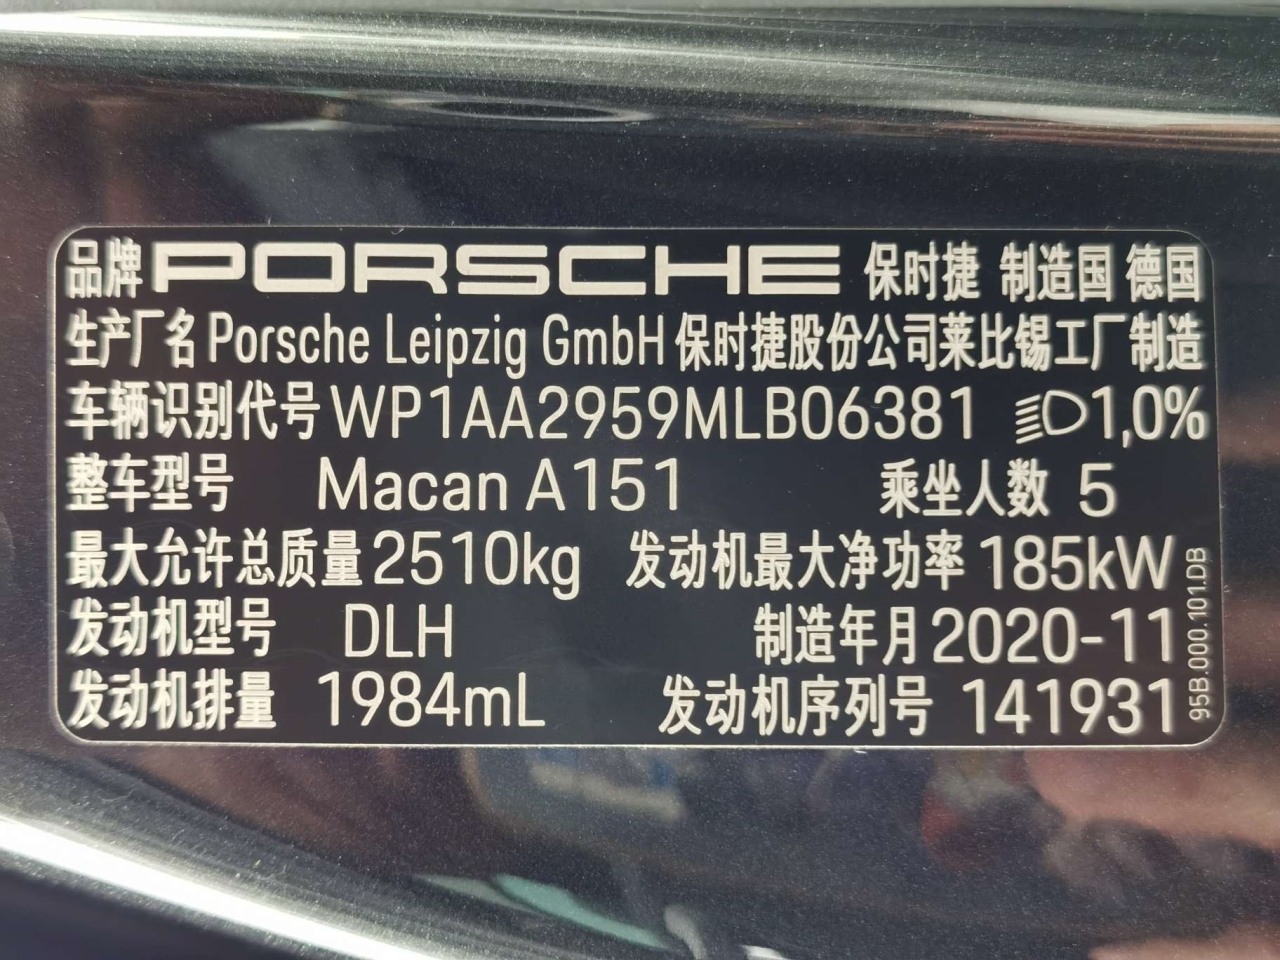 品牌 PORSCHE 保时捷 制造国 德国
生产厂名 Porsche Leipzig GmbH 保时捷股份公司莱比锡工厂制造
车辆识别代号 WP1AA2959MLB06381 1,0%
整车型号 Macan A151 乘坐人数 5
最大允许总质量 2510kg 发动机最大净功率 185kW
发动机型号 DLH 制造年月 2020-11
发动机排量 1984mL 发动机序列号 141931
95B.000.101.DB